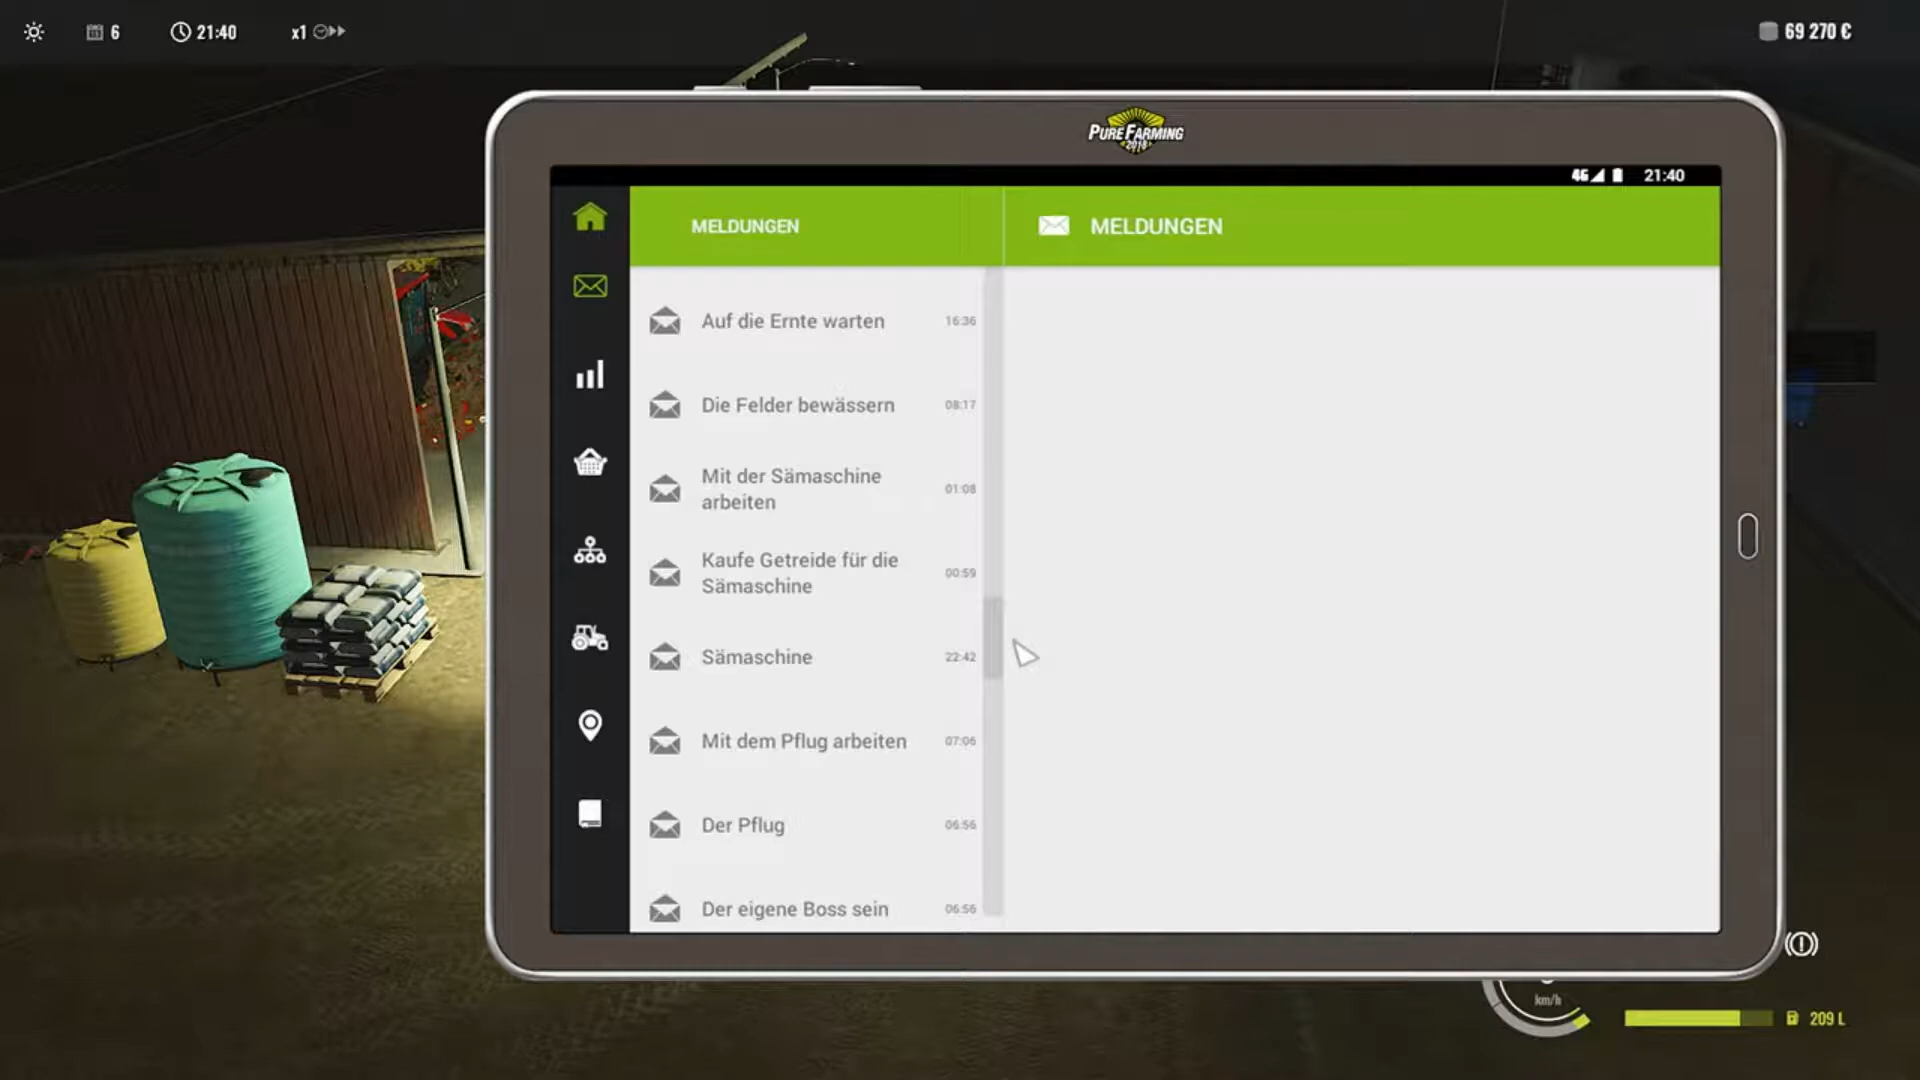 6
21:40
x1
69 270 €
PURE FARMING
2018
4G
21:40
MELDUNGEN
MELDUNGEN
Auf die Ernte warten 16:36
Die Felder bewässern 08:17
Mit der Sämaschine
arbeiten 01:08
Kaufe Getreide für die
Sämaschine 00:59
Sämaschine 22:42
Mit dem Pflug arbeiten 07:06
Der Pflug 06:56
Der eigene Boss sein 06:56
km/h
209 L